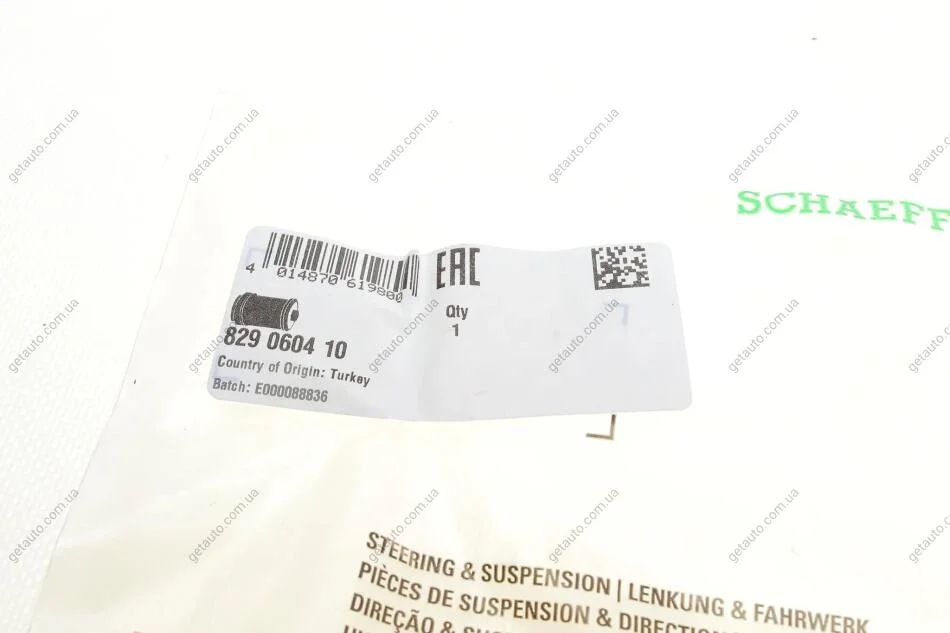 SCHAEFF
4 014870 619800
EAC
Qty
1
829 0604 10
Country of Origin: Turkey
Batch: E000088836
STEERING & SUSPENSION | LENKUNG & FAHRWERK
PIÈCES DE SUSPENSION & DIRECTION
DIREÇÃO &
getauto.com.ua